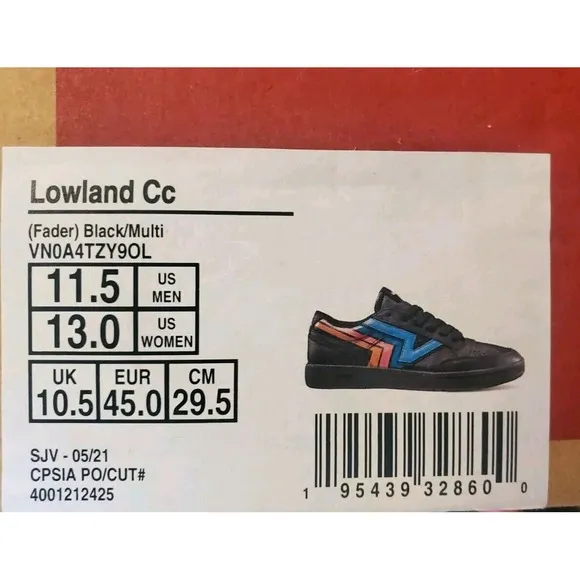 Lowland Cc
(Fader) Black/Multi
VN0A4TZY9OL
11.5 US MEN
13.0 US WOMEN
UK EUR CM
10.5 45.0 29.5
SJV - 05/21
CPSIA PO/CUT#
4001212425
1 95439 32860 0